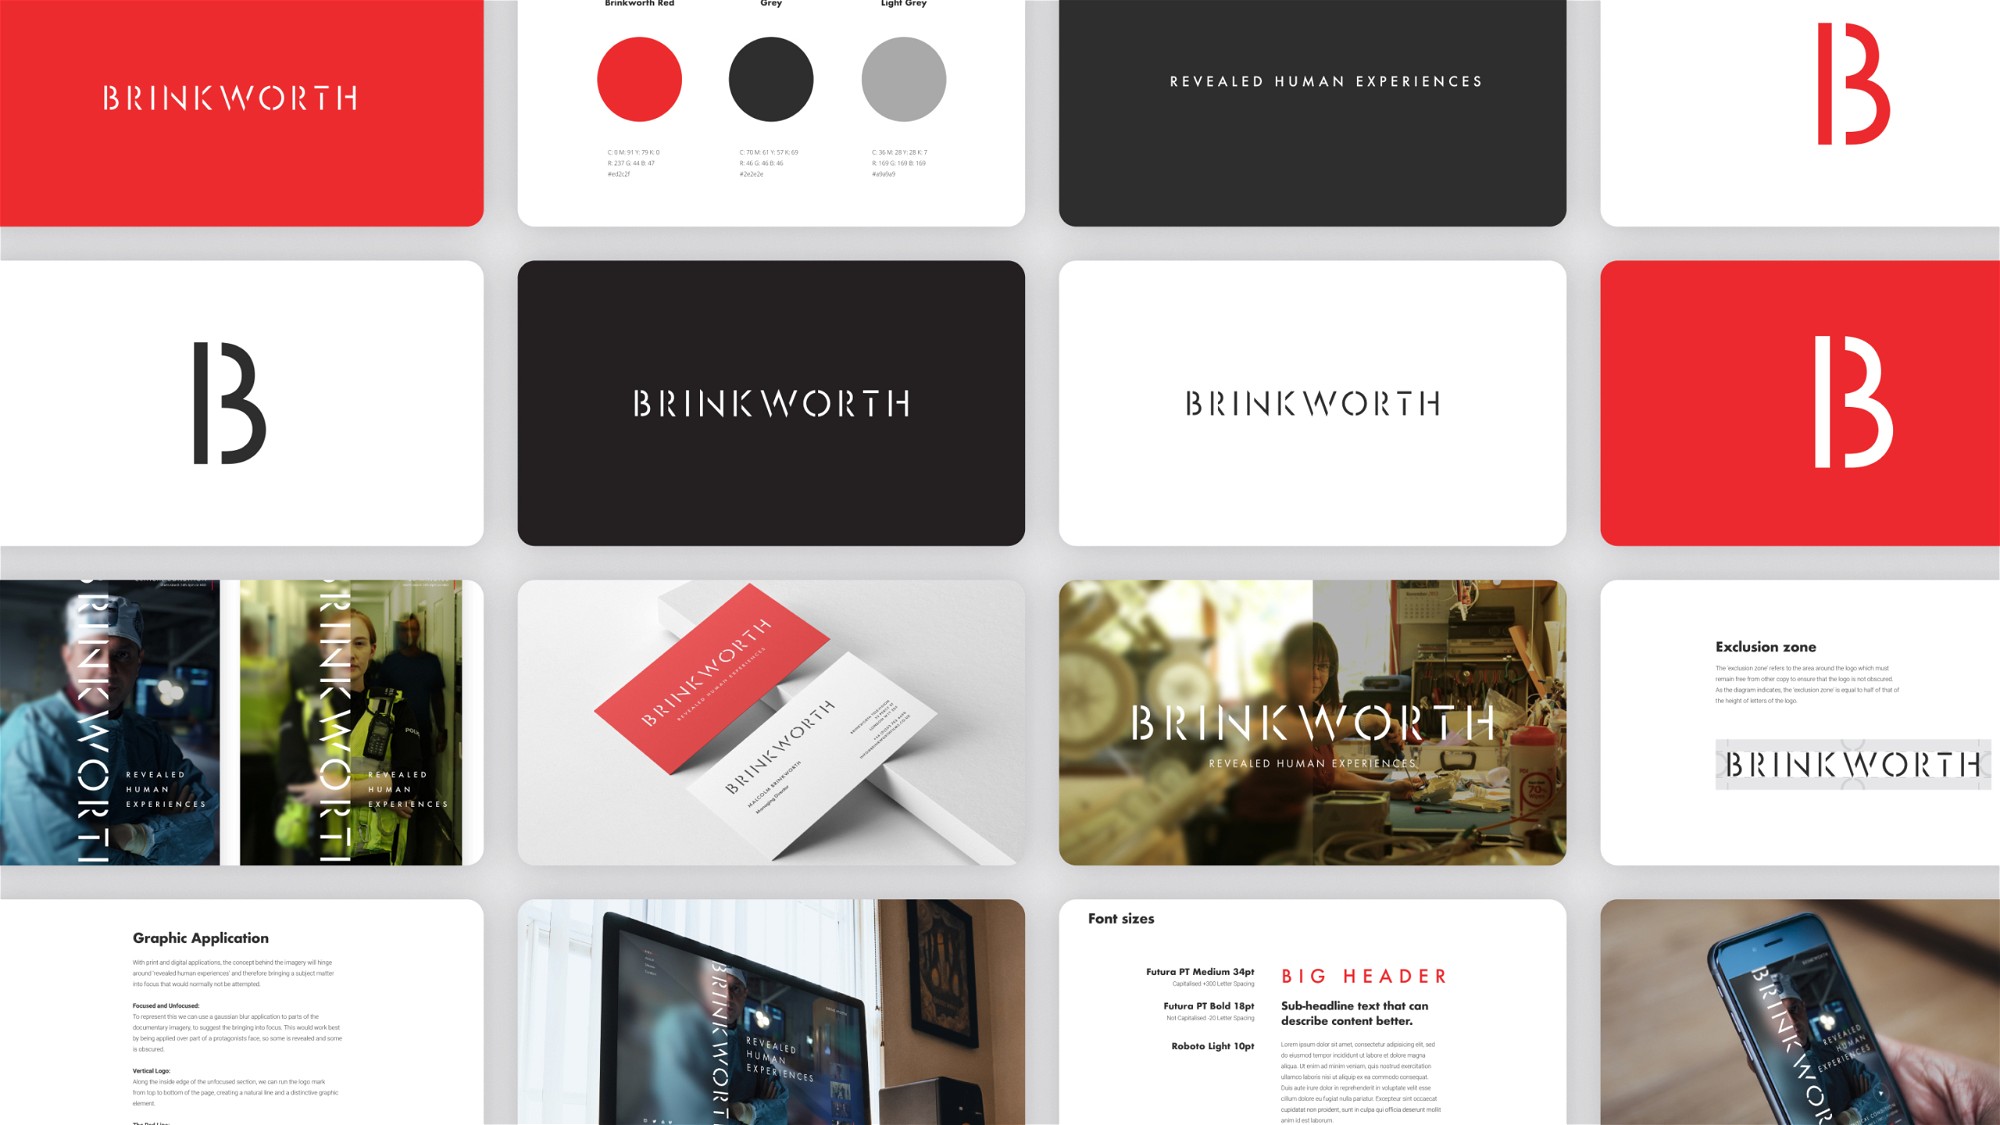 Brinkworth Red
Grey
Light Grey
BRINKWORTH
C: 0 M: 91 Y: 79 K: 0
R: 237 G: 44 B: 47
#ed2c2f
C: 70 M: 61 Y: 57 K: 69
R: 46 G: 46 B: 46
#2e2e2e
C: 36 M: 28 Y: 28 K: 7
R: 169 G: 169 B: 169
#a9a9a9
REVEALED HUMAN EXPERIENCES
B
B
BRINKWORTH
BRINKWORTH
B
BRINKWORT
REVEALED
HUMAN
EXPERIENCES
BRINKWORT
REVEALED
HUMAN
EXPERIENCES
POLI
BRINKWORTH
REVEALED HUMAN EXPERIENCES
BRINKWORTH
MALCOLM BRINKWORTH
Managing Director
November
BRINKWORTH
REVEALED HUMAN EXPERIENCES
70%
Exclusion zone
The 'exclusion zone' refers to the area around the logo which must
remain free from other copy to ensure that the logo is not obscured.
As the diagram indicates, the 'exclusion zone' is equal to half of that of
the height of letters of the logo.
BRINKWORTH
Graphic Application
With print and digital applications, the concept behind the imagery will hinge
around 'revealed human experiences' and therefore bringing a subject matter
into focus that would normally not be attempted.
Focused and Unfocused:
To represent this we can use a gaussian blur application to parts of the
documentary imagery, to suggest the bringing into focus. This would work best
by being applied over part of a protagonists face, so some is revealed and some
is obscured.
Vertical Logo:
Along the inside edge of the unfocused section, we can run the logo mark
from top to bottom of the page, creating a natural line and a distinctive graphic
element.
The Red Line:
BRINKWORT
REVEALED
HUMAN
EXPERIENCES
Font sizes
Futura PT Medium 34pt
Capitalised +300 Letter Spacing
BIG HEADER
Futura PT Bold 18pt
Not Capitalised -20 Letter Spacing
Sub-headline text that can
describe content better.
Roboto Light 10pt
Lorem ipsum dolor sit amet, consectetur adipiscing elit, sed
do eiusmod tempor incididunt ut labore et dolore magna
aliqua. Ut enim ad minim veniam, quis nostrud exercitation
ullamco laboris nisi ut aliquip ex ea commodo consequat.
Duis aute irure dolor in reprehenderit in voluptate velit esse
cillum dolore eu fugiat nulla pariatur. Excepteur sint occaecat
cupidatat non proident, sunt in culpa qui officia deserunt mollit
anim id est laborum.
BRINKWOR
REVEALED
HUMAN
EXPERIENCES